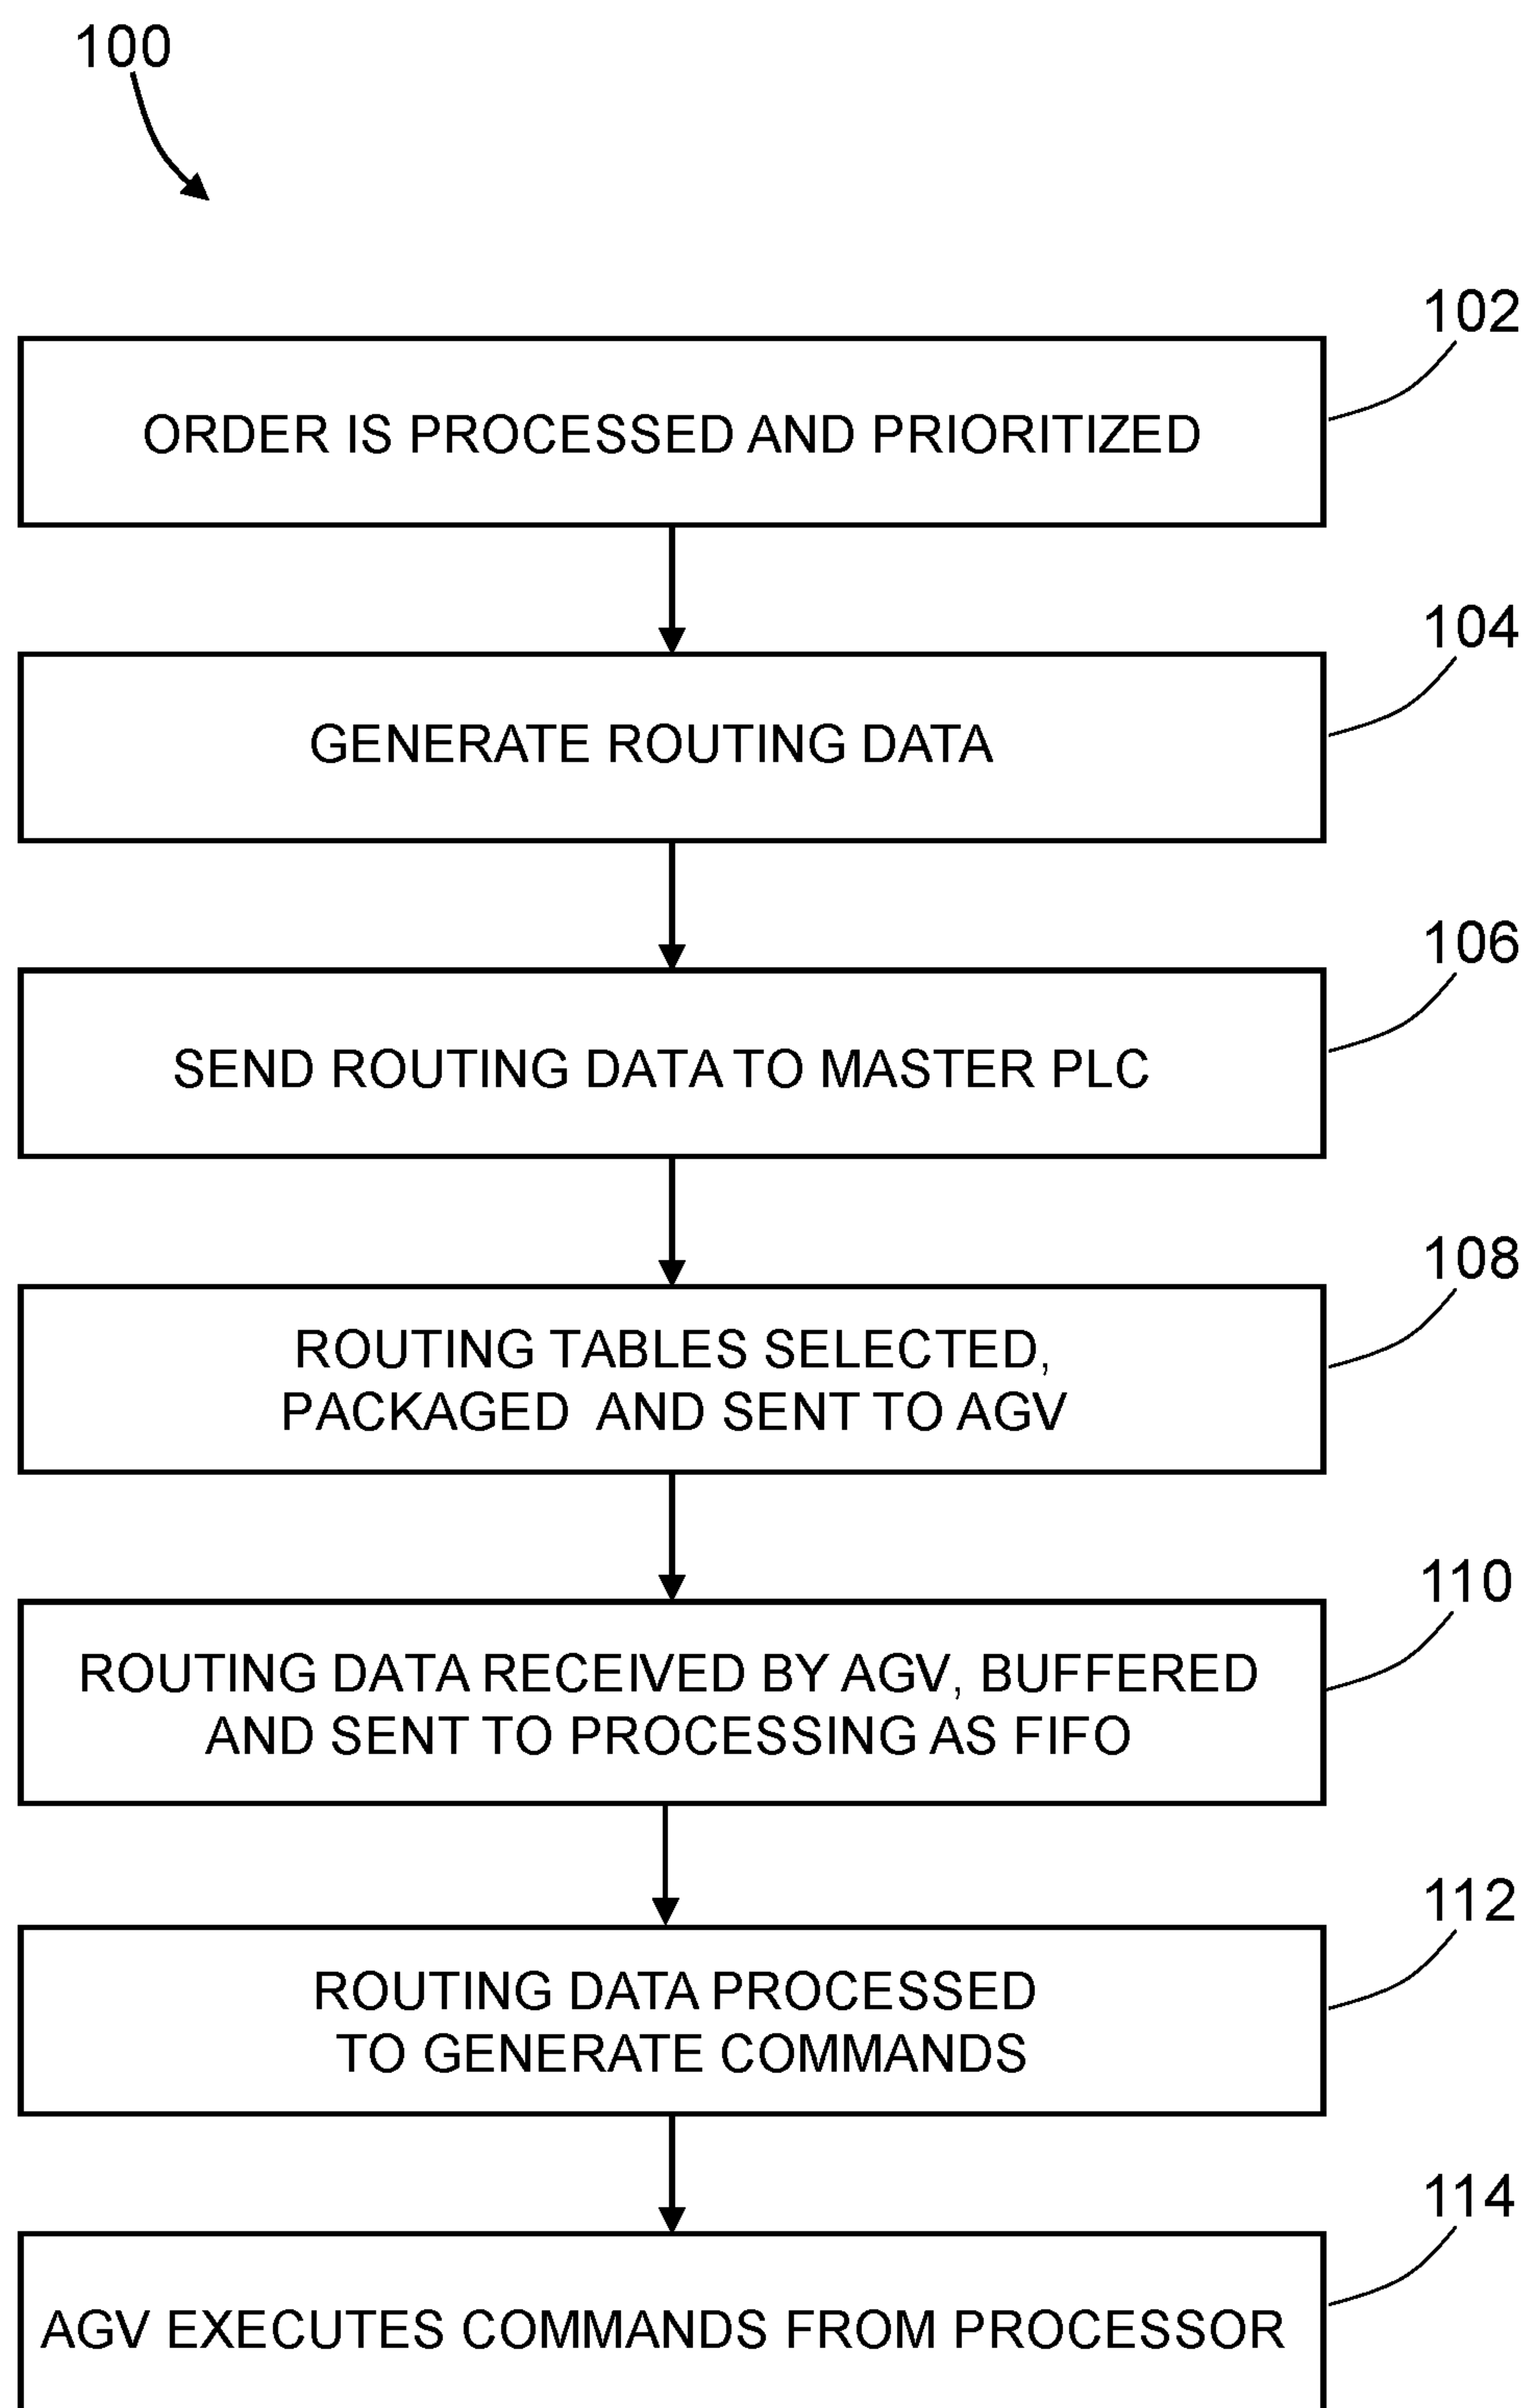 100
102
ORDER IS PROCESSED AND PRIORITIZED
104
GENERATE ROUTING DATA
106
SEND ROUTING DATA TO MASTER PLC
108
ROUTING TABLES SELECTED,
PACKAGED AND SENT TO AGV
110
ROUTING DATA RECEIVED BY AGV, BUFFERED
AND SENT TO PROCESSING AS FIFO
112
ROUTING DATA PROCESSED
TO GENERATE COMMANDS
114
AGV EXECUTES COMMANDS FROM PROCESSOR